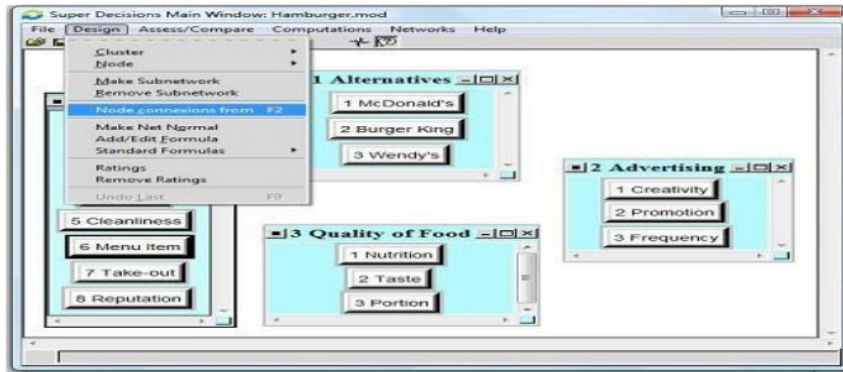 Super Decisions Main Window: Hamburger.mod
File Design Assess/Compare Computations Networks Help
Cluster
Node
Make Subnetwork
Remove Subnetwork
Node connexions from F2
Make Net Normal
Add/Edit Formula
Standard Formulas
Ratings
Remove Ratings
Undo Last F9
1 Alternatives
1 McDonald's
2 Burger King
3 Wendy's
2 Advertising
1 Creativity
2 Promotion
3 Frequency
5 Cleanliness
6 Menu Item
7 Take-out
8 Reputation
3 Quality of Food
1 Nutrition
2 Taste
3 Portion